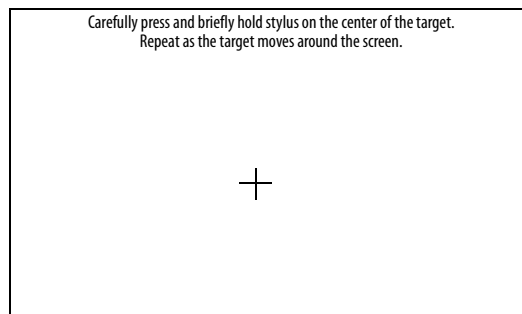 Carefully press and briefly hold stylus on the center of the target.
Repeat as the target moves around the screen.